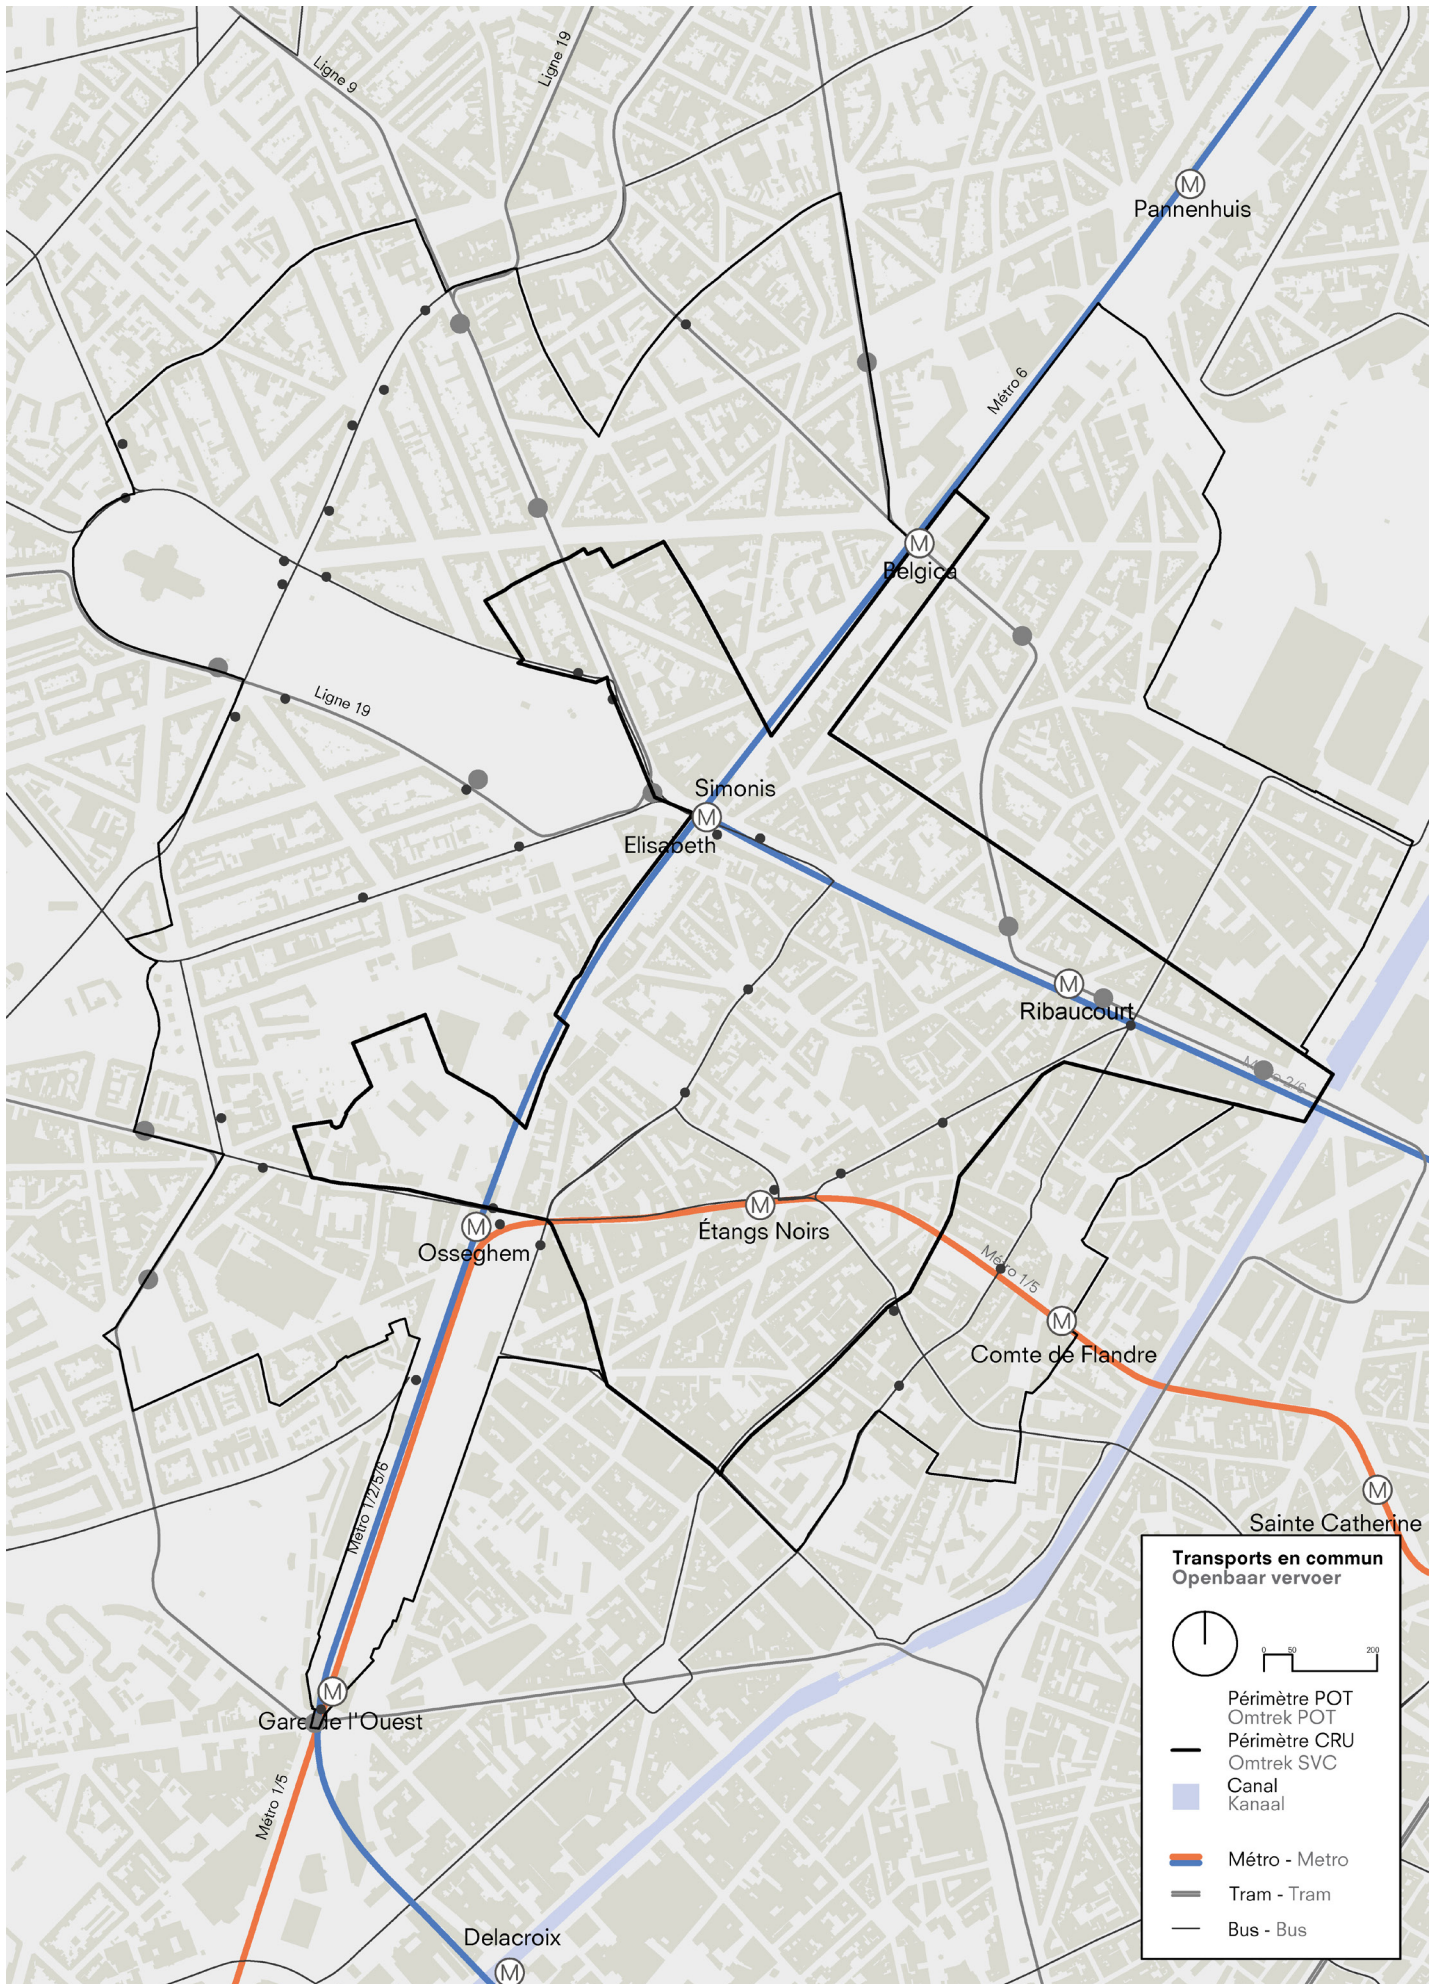 Ligne 9
Ligne 19
Pannenhuis
Métro 6
Belgica
Ligne 19
Simonis
Elisabeth
Ribaucourt
Métro 2/6
Étangs Noirs
Osseghem
Métro 1/5
Comte de Flandre
Métro 1/2/5/6
Sainte Catherine
Gare de l'Ouest
Métro 1/5
Delacroix
Transports en commun
Openbaar vervoer
0 50 200
Périmètre POT
Omtrek POT
Périmètre CRU
Omtrek SVC
Canal
Kanaal
Métro - Metro
Tram - Tram
Bus - Bus
M
M
M
M
M
M
M
M
M
M